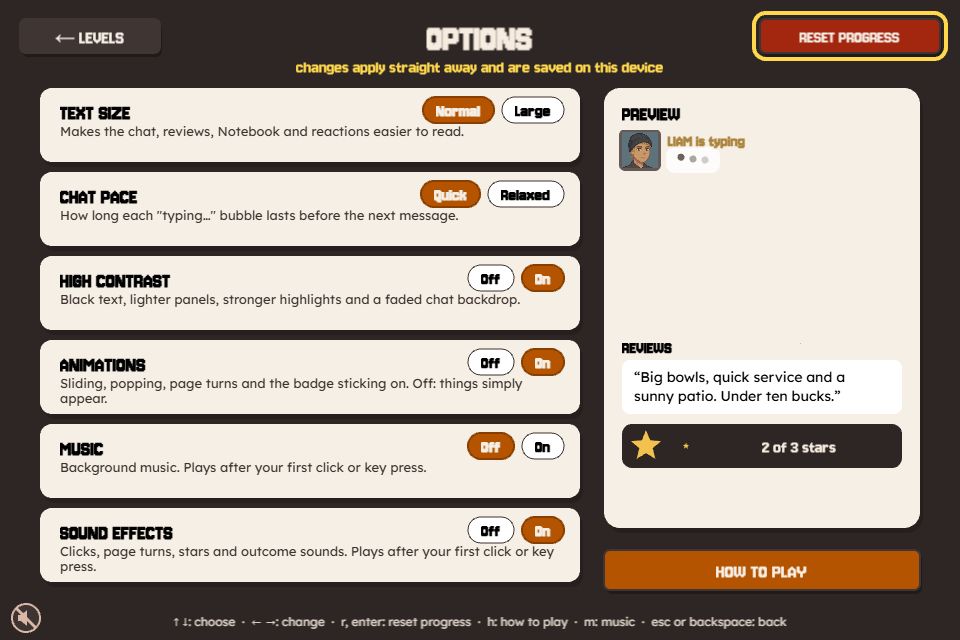 ← LEVELS
OPTIONS
RESET PROGRESS
changes apply straight away and are saved on this device
TEXT SIZE
Normal
Large
Makes the chat, reviews, Notebook and reactions easier to read.
CHAT PACE
Quick
Relaxed
How long each "typing…" bubble lasts before the next message.
HIGH CONTRAST
Off
On
Black text, lighter panels, stronger highlights and a faded chat backdrop.
ANIMATIONS
Off
On
Sliding, popping, page turns and the badge sticking on. Off: things simply
appear.
MUSIC
Off
On
Background music. Plays after your first click or key press.
SOUND EFFECTS
Off
On
Clicks, page turns, stars and outcome sounds. Plays after your first click or key
press.
PREVIEW
LIAM is typing
REVIEWS
“Big bowls, quick service and a
sunny patio. Under ten bucks.”
2 of 3 stars
HOW TO PLAY
↑ ↓: choose · ← →: change · r, enter: reset progress · h: how to play · m: music · esc or backspace: back